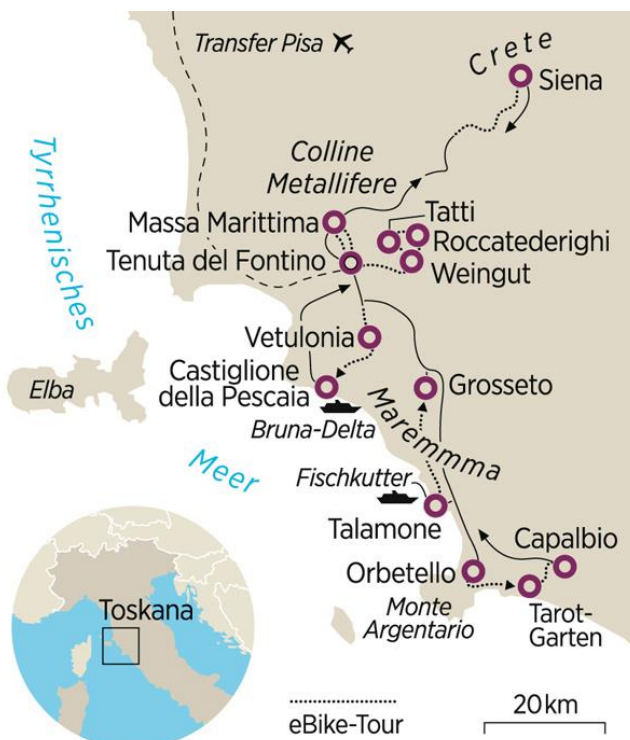 Transfer Pisa
Crete
Siena
Tyrrhenisches
Colline
Metallifere
Massa Marittima
Tatti
Roccatederighi
Tenuta del Fontino
Weingut
Vetulonia
Elba
Castiglione
della Pescaia
Grosseto
Bruna-Delta
Maremmma
Meer
Fischkutter
Talamone
Capalbio
Orbetello
Monte
Argentario
Tarot-
Garten
Toskana
eBike-Tour
20 km